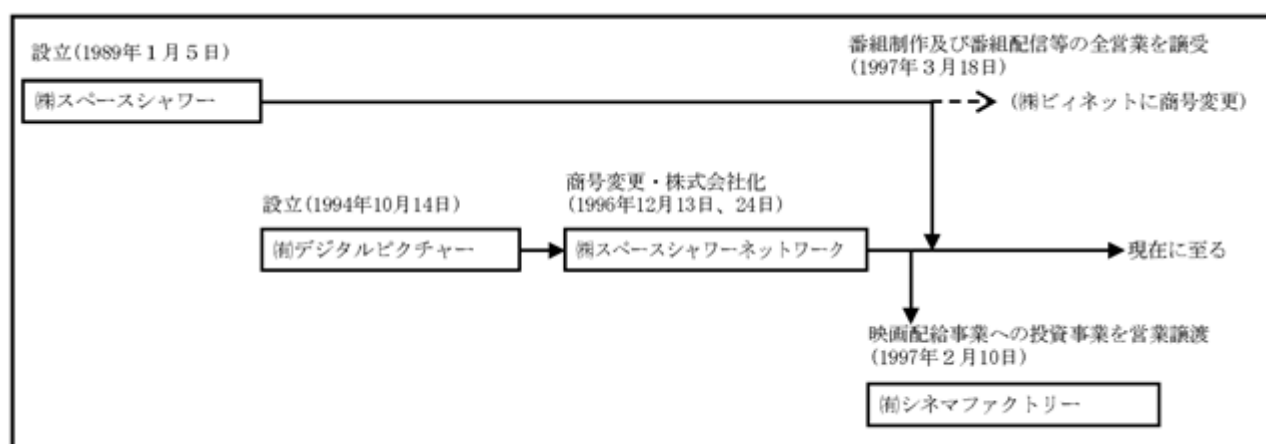 設立(1989年1月5日)
番組制作及び番組配信等の全営業を譲受
(1997年3月18日)
㈱スペースシャワー
(㈱ビィネットに商号変更)
商号変更・株式会社化
設立(1994年10月14日)
(1996年12月13日、24日)
㈲デジタルピクチャー
㈱スペースシャワーネットワーク
現在に至る
映画配給事業への投資事業を営業譲渡
(1997年2月10日)
㈲シネマファクトリー